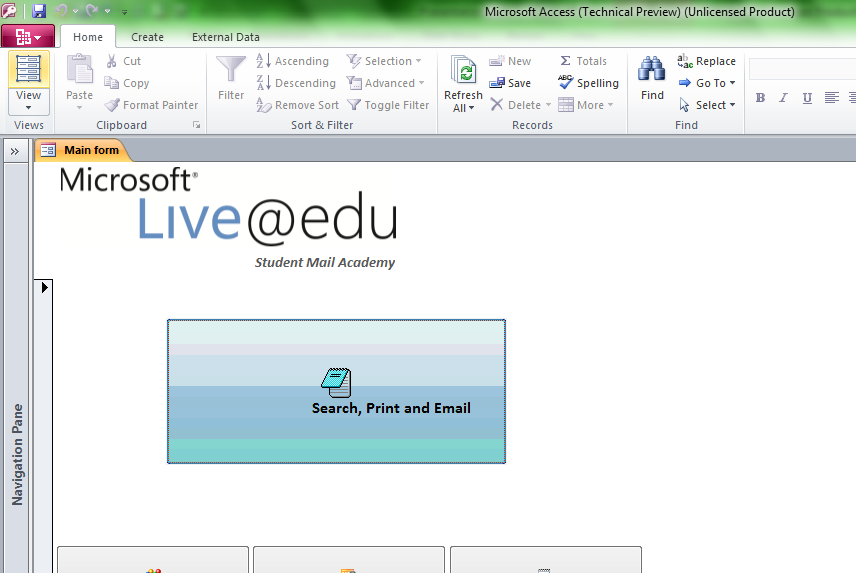 Microsoft Access (Technical Preview) (Unlicensed Product)
Home Create External Data
View
Paste
Cut
Copy
Format Painter
Filter
Ascending
Descending
Remove Sort
Selection
Advanced
Toggle Filter
Refresh
All
New
Save
Delete
Totals
ABC
Spelling
More
Find
ab
ac
Replace
Go To
Select
B I U
Views Clipboard Sort & Filter Records Find
» Main form
Microsoft®
Live@edu
Student Mail Academy
Search, Print and Email
Navigation Pane